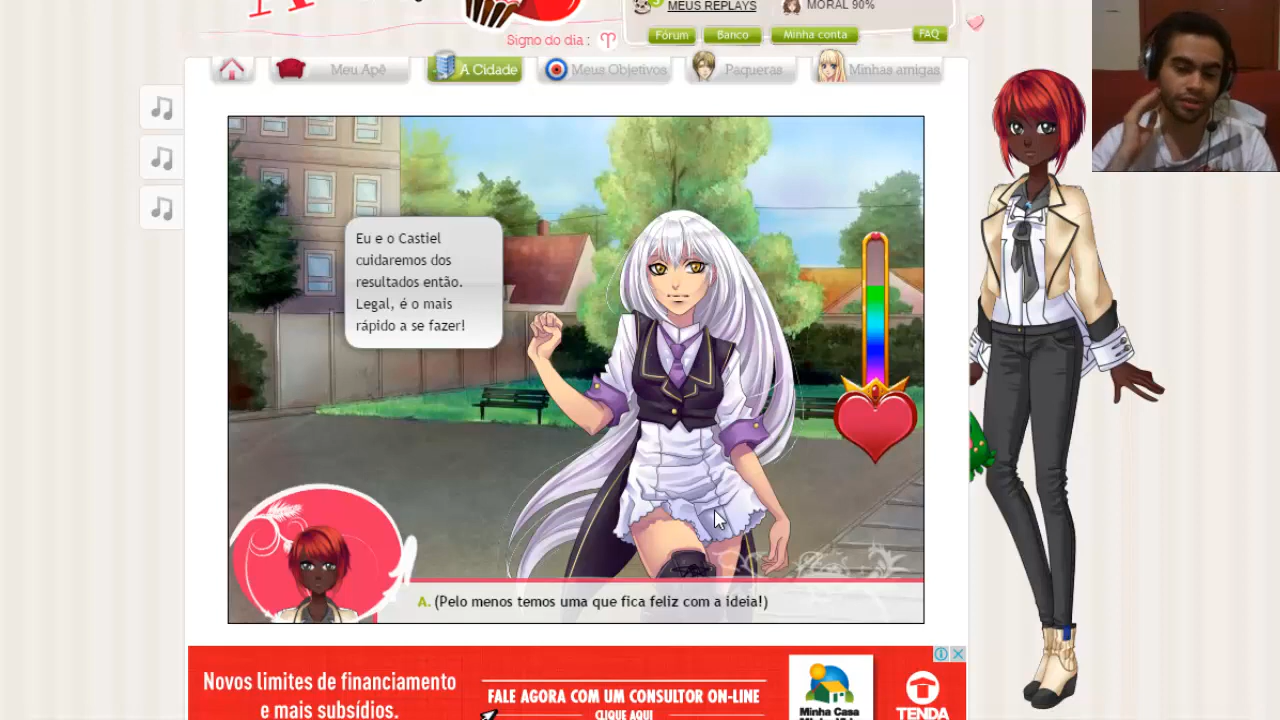 MEUS REPLAYS
MORAL 90%
Signo do dia :
Fórum
Banco
Minha conta
FAQ
Meu Apê
A Cidade
Meus Objetivos
Paqueras
Minhas amigas
Eu e o Castiel
cuidaremos dos
resultados então.
Legal, é o mais
rápido a se fazer!
A. (Pelo menos temos uma que fica feliz com a ideia!)
Novos limites de financiamento
e mais subsídios.
FALE AGORA COM UM CONSULTOR ON-LINE
CLIQUE AQUI
Minha Casa
TENDA